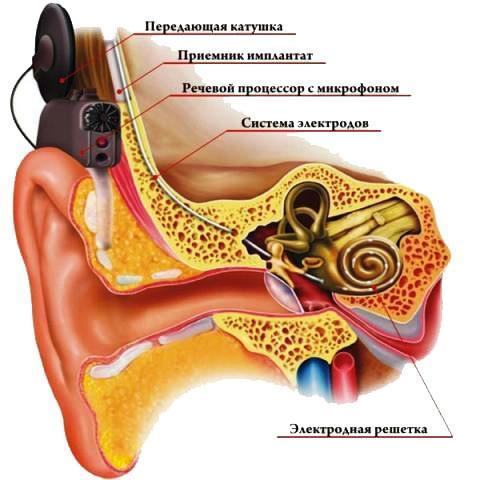 Передающая катушка
Приемник имплантат
Речевой процессор с микрофоном
Система электродов
Электродная решетка